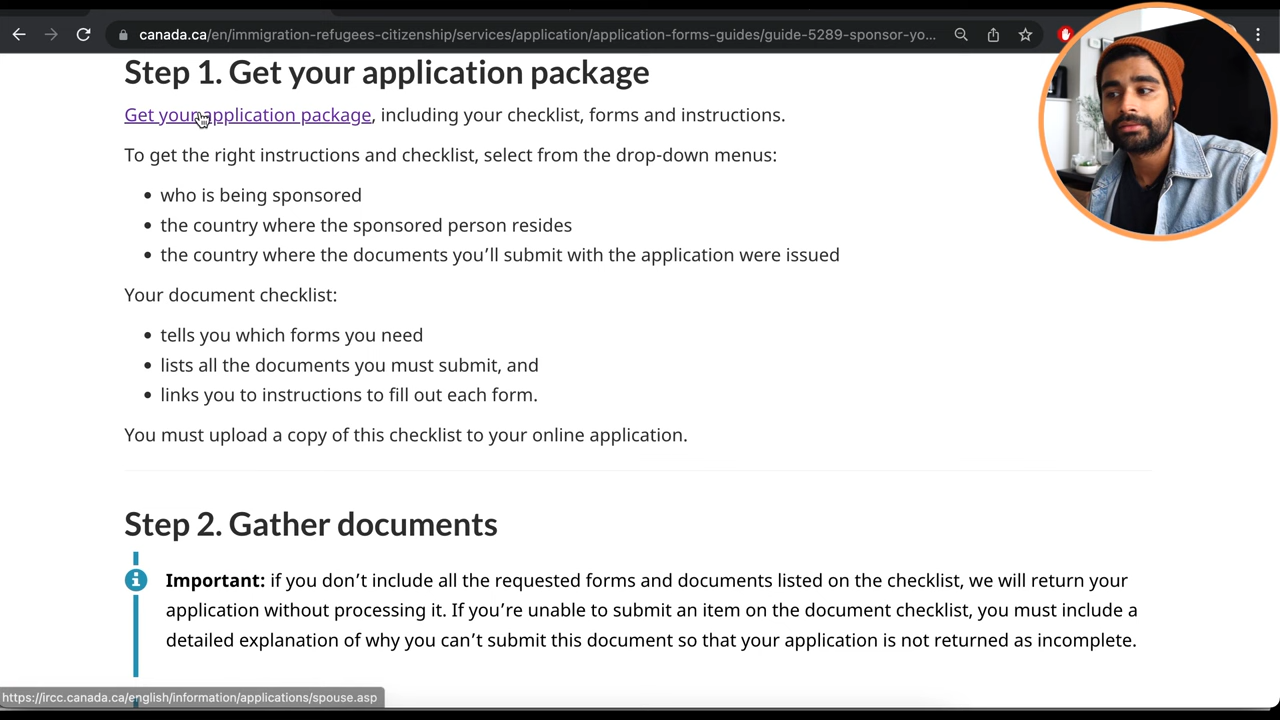 canada.ca/en/immigration-refugees-citizenship/services/application/application-forms-guides/guide-5289-sponsor-yo...
Step 1. Get your application package
Get your application package, including your checklist, forms and instructions.
To get the right instructions and checklist, select from the drop-down menus:
• who is being sponsored
• the country where the sponsored person resides
• the country where the documents you’ll submit with the application were issued
Your document checklist:
• tells you which forms you need
• lists all the documents you must submit, and
• links you to instructions to fill out each form.
You must upload a copy of this checklist to your online application.
Step 2. Gather documents
Important: if you don’t include all the requested forms and documents listed on the checklist, we will return your
application without processing it. If you’re unable to submit an item on the document checklist, you must include a
detailed explanation of why you can’t submit this document so that your application is not returned as incomplete.
https://ircc.canada.ca/english/information/applications/spouse.asp